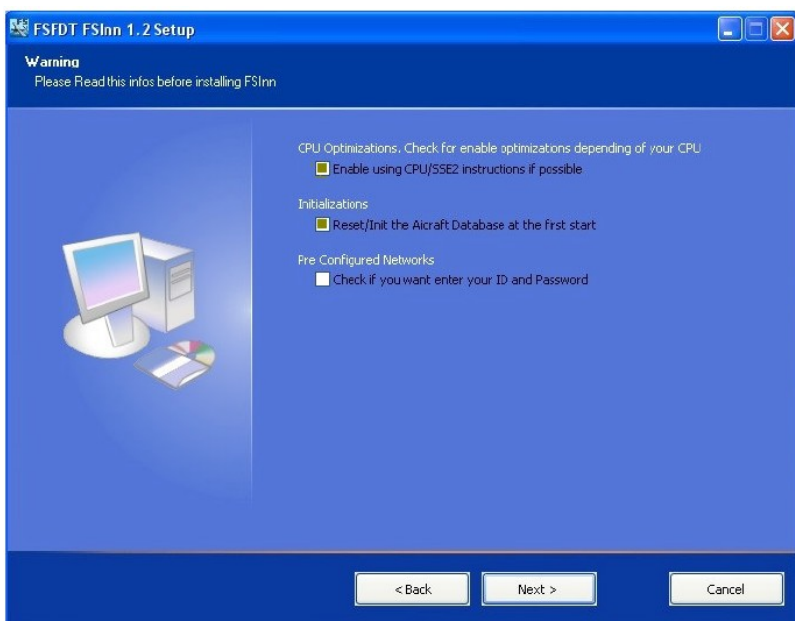 FSFDT FSInn 1.2 Setup
Warning
Please Read this infos before installing FSInn
CPU Optimizations. Check for enable optimizations depending of your CPU
Enable using CPU/SSE2 instructions if possible
Initializations
Reset/Init the Aicraft Database at the first start
Pre Configured Networks
Check if you want enter your ID and Password
< Back
Next >
Cancel